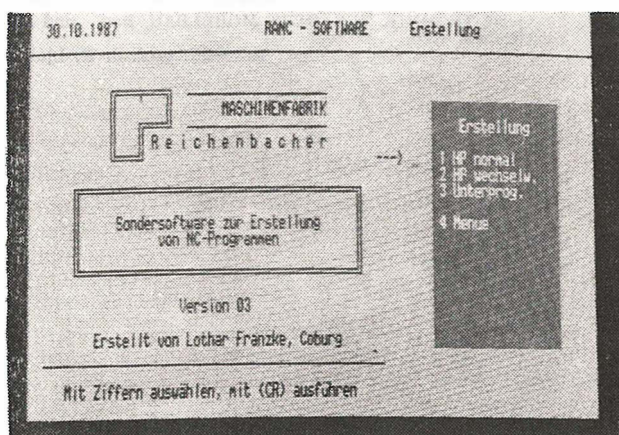 30.10.1987 RANC - SOFTWARE Erstellung
MASCHINENFABRIK
Reichenbacher
Sondersoftware zur Erstellung
von NC-Programmen
Version 03
Erstellt von Lothar Franzke, Coburg
Mit Ziffern auswählen, mit (CR) ausführen
---> _
Erstellung
1 HP normal
2 HP wechselw.
3 Unterprog.
4 Menue